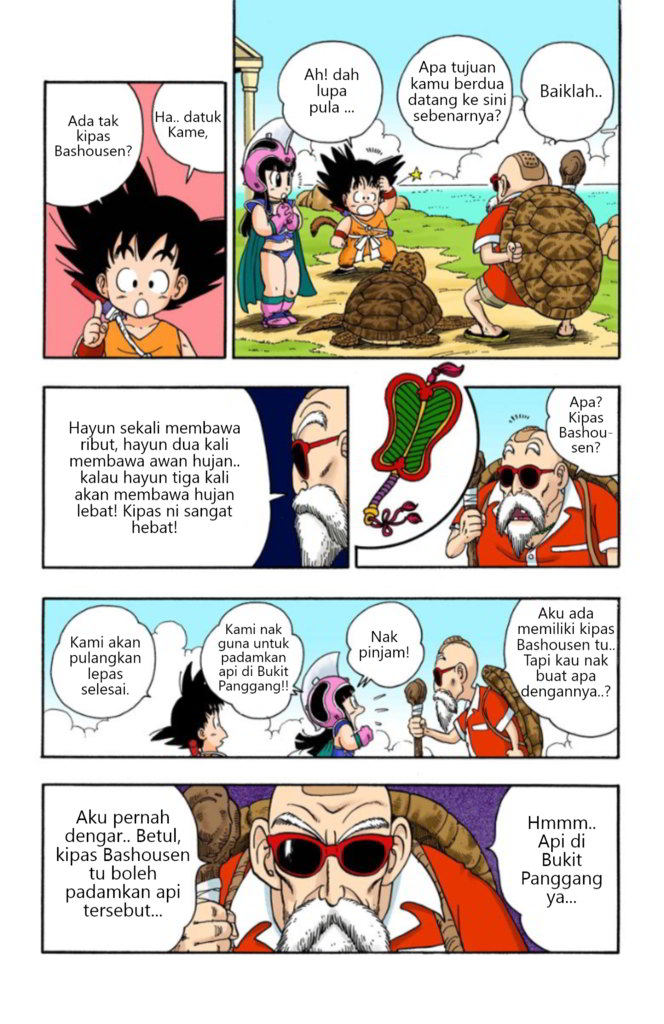 Baiklah..
Apa tujuan
kamu berdua
datang ke sini
sebenarnya?
Ah! dah
lupa
pula ...
Ha.. datuk
Kame,
Ada tak
kipas
Bashousen?
Apa?
Kipas
Bashou-
sen?
Hayun sekali membawa
ribut, hayun dua kali
membawa awan hujan..
kalau hayun tiga kali
akan membawa hujan
lebat! Kipas ni sangat
hebat!
Aku ada
memiliki kipas
Bashousen tu..
Tapi kau nak
buat apa
dengannya..?
Nak
pinjam!
Kami nak
guna untuk
padamkan
api di Bukit
Panggang!!
Kami akan
pulangkan
lepas
selesai.
Hmmm..
Api di
Bukit
Panggang
ya...
Aku pernah
dengar.. Betul,
kipas Bashousen
tu boleh
padamkan api
tersebut...